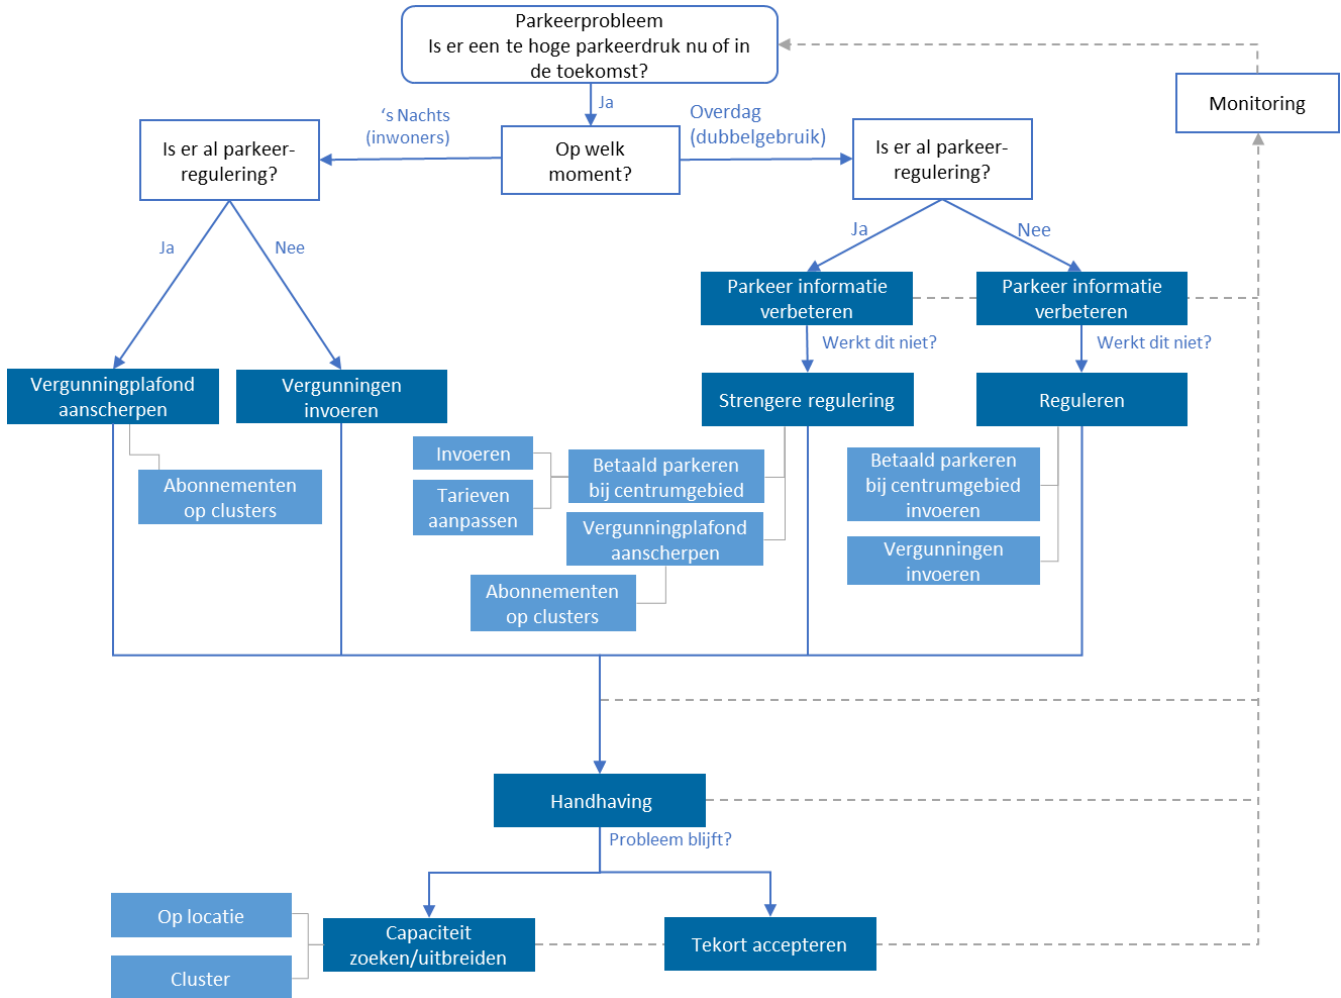 Parkeerprobleem
Is er een te hoge parkeerdruk nu of in
de toekomst?
Monitoring
Ja
‘s Nachts
(inwoners)
Overdag
(dubbelgebruik)
Op welk
moment?
Is er al parkeer-
regulering?
Is er al parkeer-
regulering?
Ja
Nee
Ja
Nee
Parkeer informatie
verbeteren
Parkeer informatie
verbeteren
Werkt dit niet?
Werkt dit niet?
Vergunningplafond
aanscherpen
Vergunningen
invoeren
Strengere regulering
Reguleren
Abonnementen
op clusters
Invoeren
Tarieven
aanpassen
Betaald parkeren
bij centrumgebied
Vergunningplafond
aanscherpen
Abonnementen
op clusters
Betaald parkeren
bij centrumgebied
invoeren
Vergunningen
invoeren
Handhaving
Probleem blijft?
Op locatie
Cluster
Capaciteit
zoeken/uitbreiden
Tekort accepteren